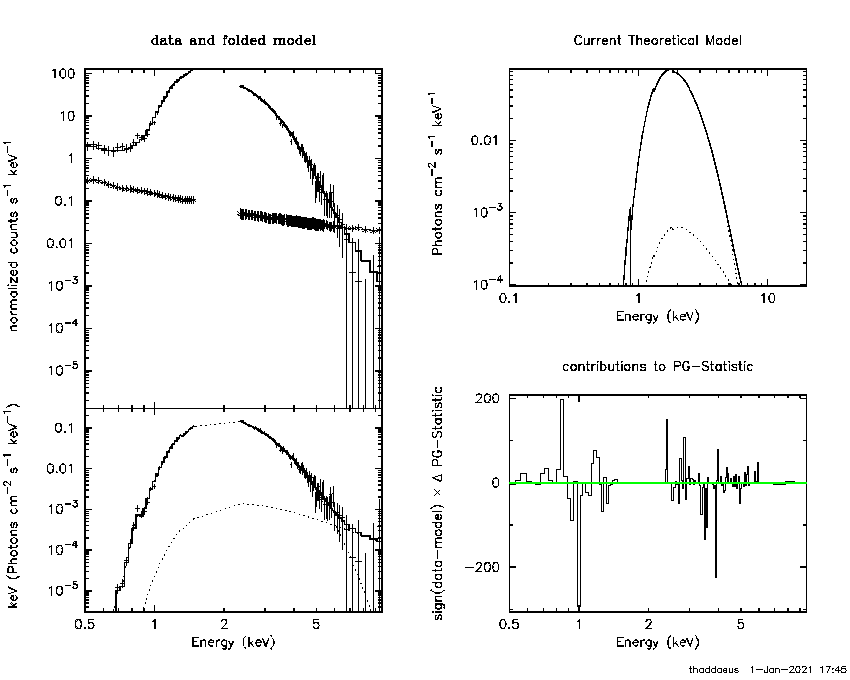 data and folded model
normalized counts s⁻¹ keV⁻¹
100
10
1
0.1
0.01
10⁻³
10⁻⁴
10⁻⁵
keV (Photons cm⁻² s⁻¹ keV⁻¹)
0.1
0.01
10⁻³
10⁻⁴
10⁻⁵
0.5
1
2
5
Energy (keV)
Current Theoretical Model
Photons cm⁻² s⁻¹ keV⁻¹
0.01
10⁻³
10⁻⁴
0.1
1
10
Energy (keV)
contributions to PG-Statistic
sign(data-model) × Δ PG-Statistic
200
0
-200
0.5
1
2
5
Energy (keV)
thaddaeus 1-Jan-2021 17:45